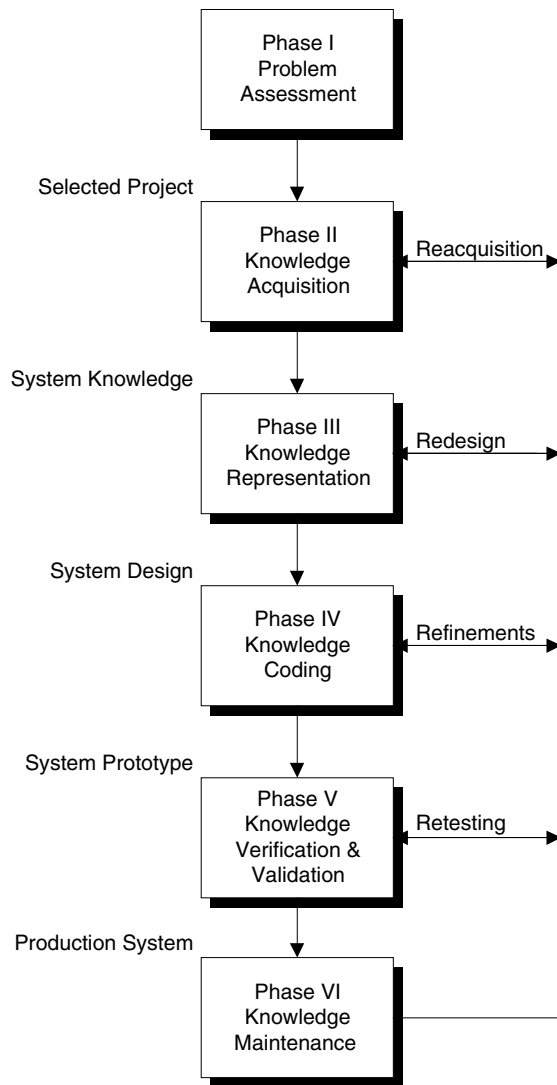 Phase I
Problem
Assessment
Selected Project
Phase II
Knowledge
Acquisition
Reacquisition
System Knowledge
Phase III
Knowledge
Representation
Redesign
System Design
Phase IV
Knowledge
Coding
Refinements
System Prototype
Phase V
Knowledge
Verification &
Validation
Retesting
Production System
Phase VI
Knowledge
Maintenance